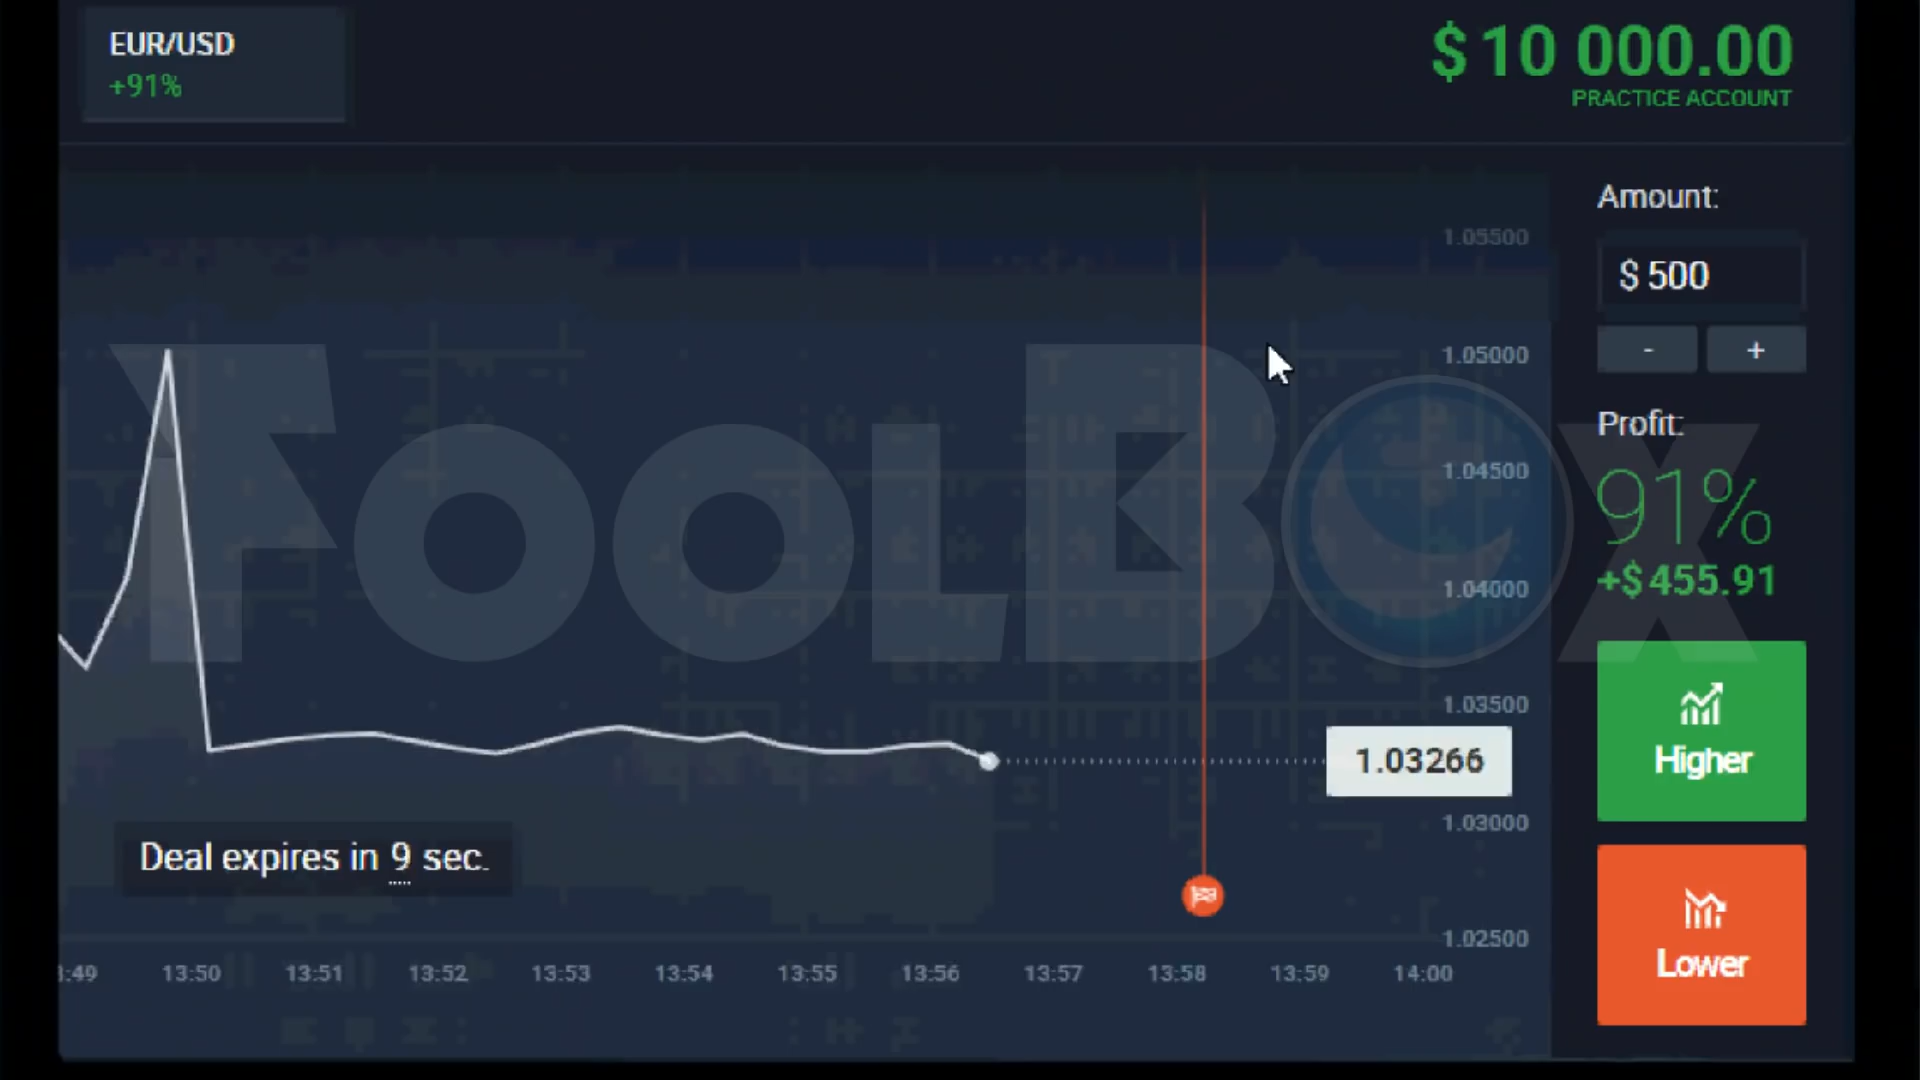 EUR/USD
+91%
$ 10 000.00
PRACTICE ACCOUNT
Amount:
$ 500
- +
Profit:
91%
+$ 455.91
Higher
Lower
1.05500
1.05000
1.04500
1.04000
1.03500
1.03266
1.03000
1.02500
Deal expires in 9 sec.
:49 13:50 13:51 13:52 13:53 13:54 13:55 13:56 13:57 13:58 13:59 14:00
FOOLBOX